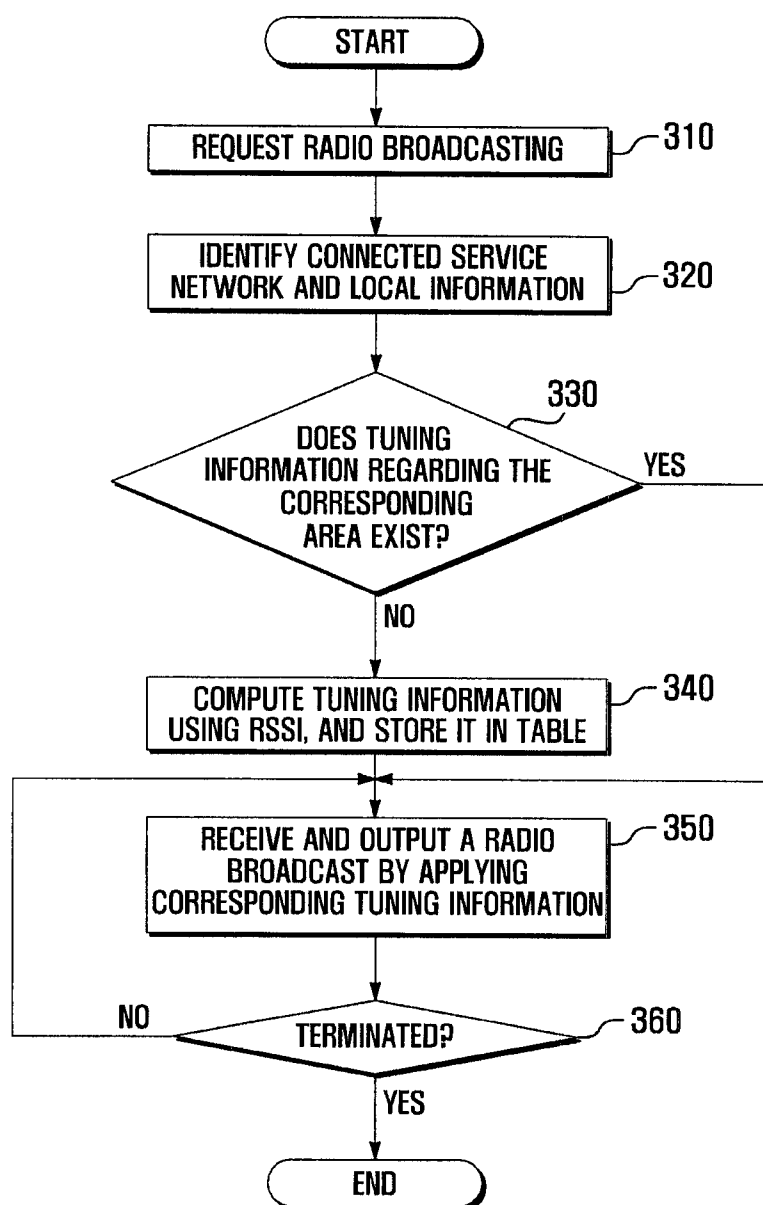 START
REQUEST RADIO BROADCASTING
310
IDENTIFY CONNECTED SERVICE
NETWORK AND LOCAL INFORMATION
320
330
DOES TUNING
INFORMATION REGARDING THE
CORRESPONDING
AREA EXIST?
YES
NO
COMPUTE TUNING INFORMATION
USING RSSI, AND STORE IT IN TABLE
340
RECEIVE AND OUTPUT A RADIO
BROADCAST BY APPLYING
CORRESPONDING TUNING INFORMATION
350
NO
TERMINATED?
360
YES
END